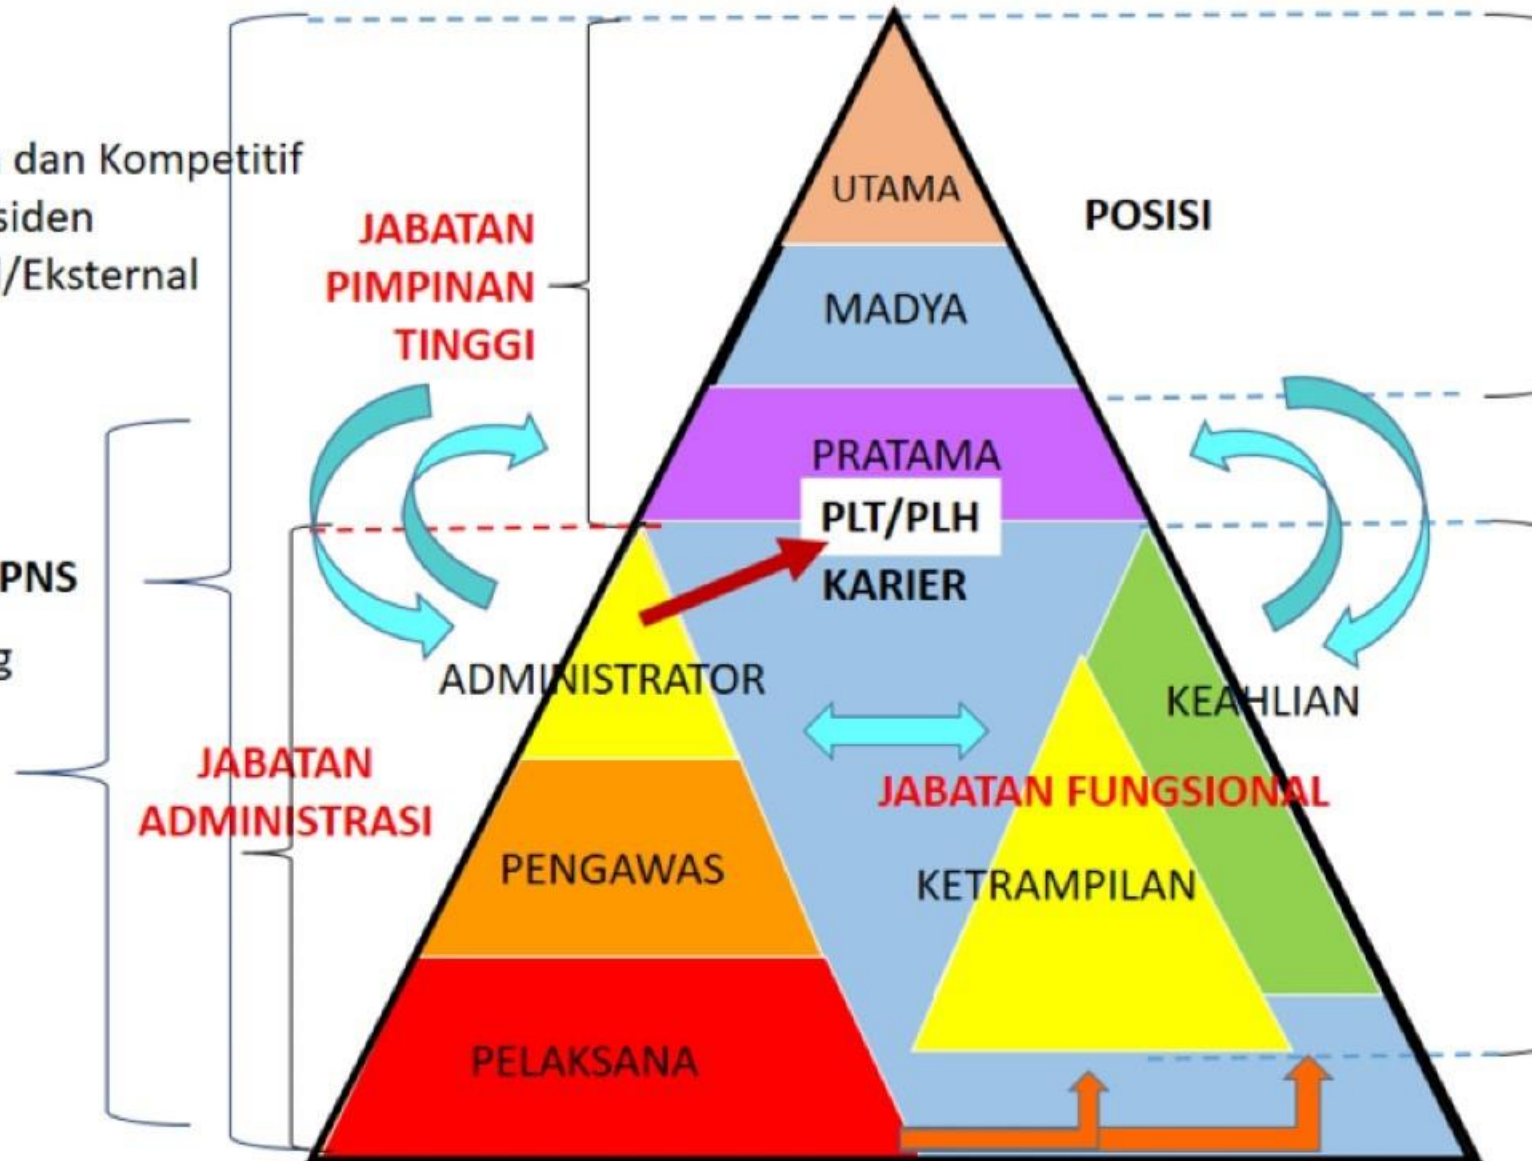 dan Kompetitif
/Eksternal
PNS
JABATAN
PIMPINAN
TINGGI
JABATAN
ADMINISTRASI
UTAMA
MADYA
PRATAMA
PLT/PLH
KARIER
POSISI
ADMINISTRATOR
PENGAWAS
PELAKSANA
KEAHLIAN
JABATAN FUNGSIONAL
KETRAMPILAN